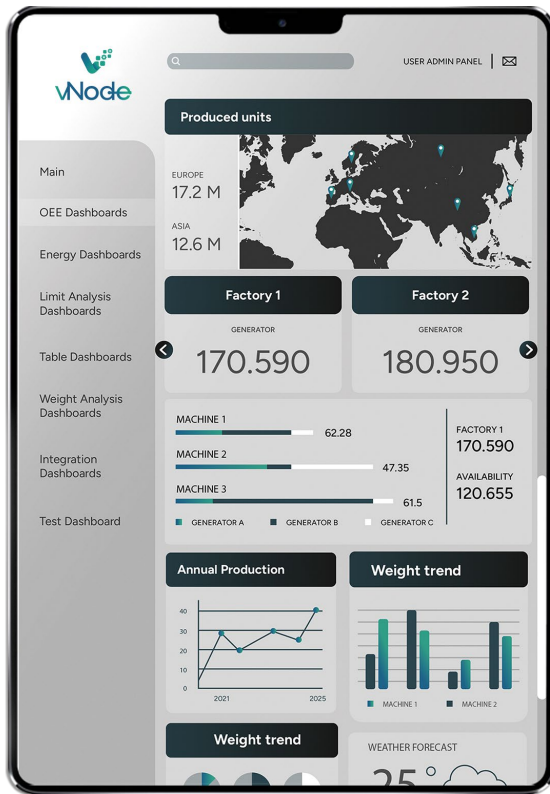 vNode
USER ADMIN PANEL
Main
OEE Dashboards
Energy Dashboards
Limit Analysis
Dashboards
Table Dashboards
Weight Analysis
Dashboards
Integration
Dashboards
Test Dashboard
Produced units
EUROPE
17.2 M
ASIA
12.6 M
Factory 1
GENERATOR
170.590
Factory 2
GENERATOR
180.950
MACHINE 1
62.28
MACHINE 2
47.35
MACHINE 3
61.5
GENERATOR A GENERATOR B GENERATOR C
FACTORY 1
170.590
AVAILABILITY
120.655
Annual Production
40
30
20
10
0
2021 2025
Weight trend
MACHINE 1 MACHINE 2
Weight trend
WEATHER FORECAST
25°